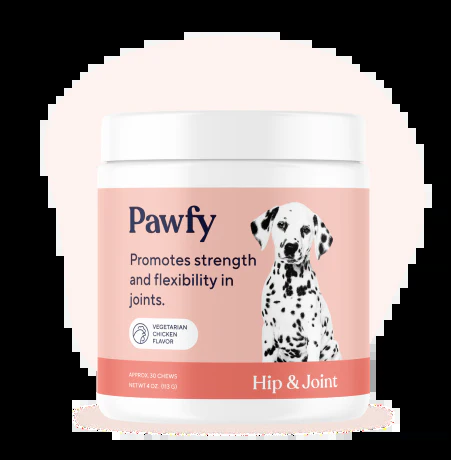 Pawfy
Promotes strength
and flexibility in
joints.
VEGETARIAN
CHICKEN
FLAVOR
APPROX. 30 CHEWS
NET WT 4 OZ. (113 G)
Hip & Joint